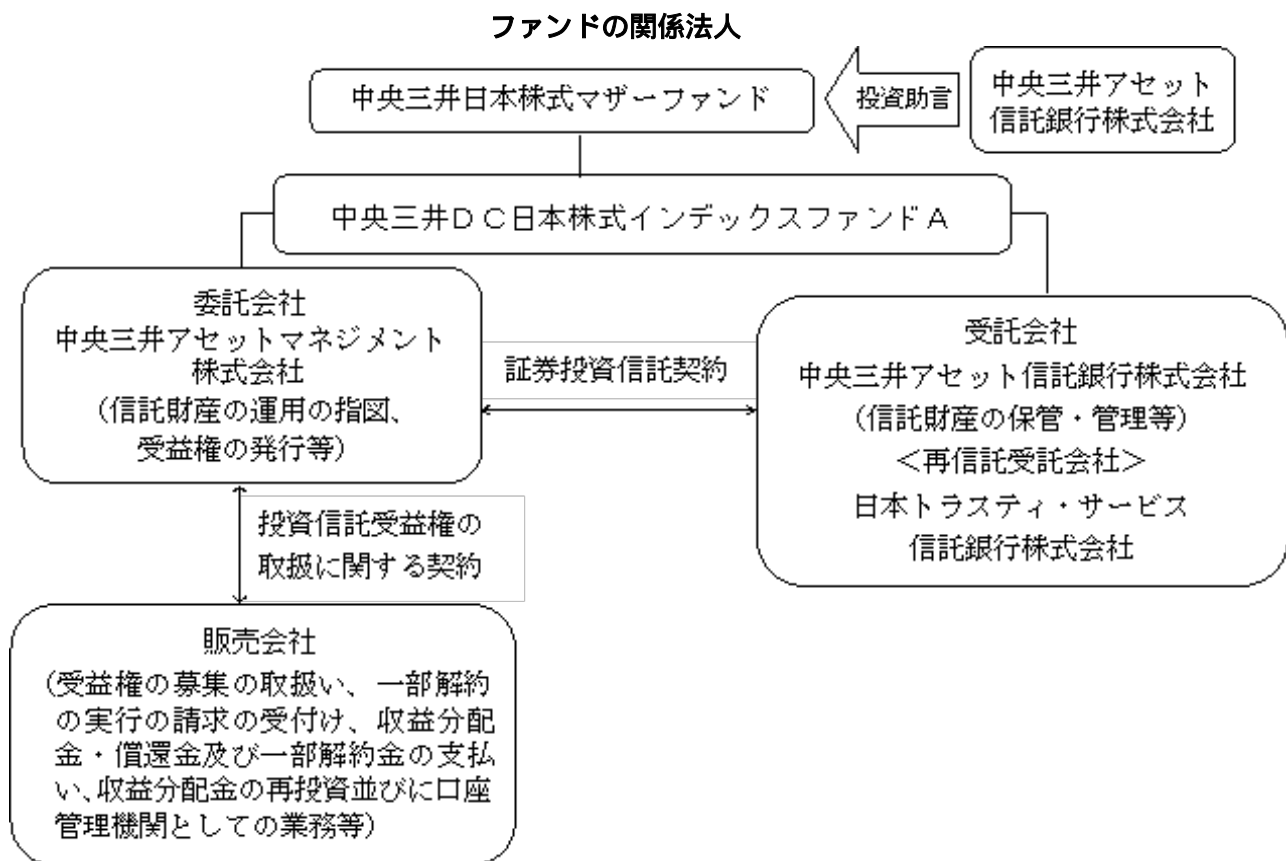 ファンドの関係法人
中央三井日本株式マザーファンド
投資助言
中央三井アセット
信託銀行株式会社
中央三井ＤＣ日本株式インデックスファンドＡ
委託会社
中央三井アセットマネジメント
株式会社
（信託財産の運用の指図、
受益権の発行等）
証券投資信託契約
受託会社
中央三井アセット信託銀行株式会社
（信託財産の保管・管理等）
＜再信託受託会社＞
日本トラスティ・サービス
信託銀行株式会社
投資信託受益権の
取扱に関する契約
販売会社
（受益権の募集の取扱い、一部解約
の実行の請求の受付け、収益分配
金・償還金及び一部解約金の支払
い、収益分配金の再投資並びに口座
管理機関としての業務等）